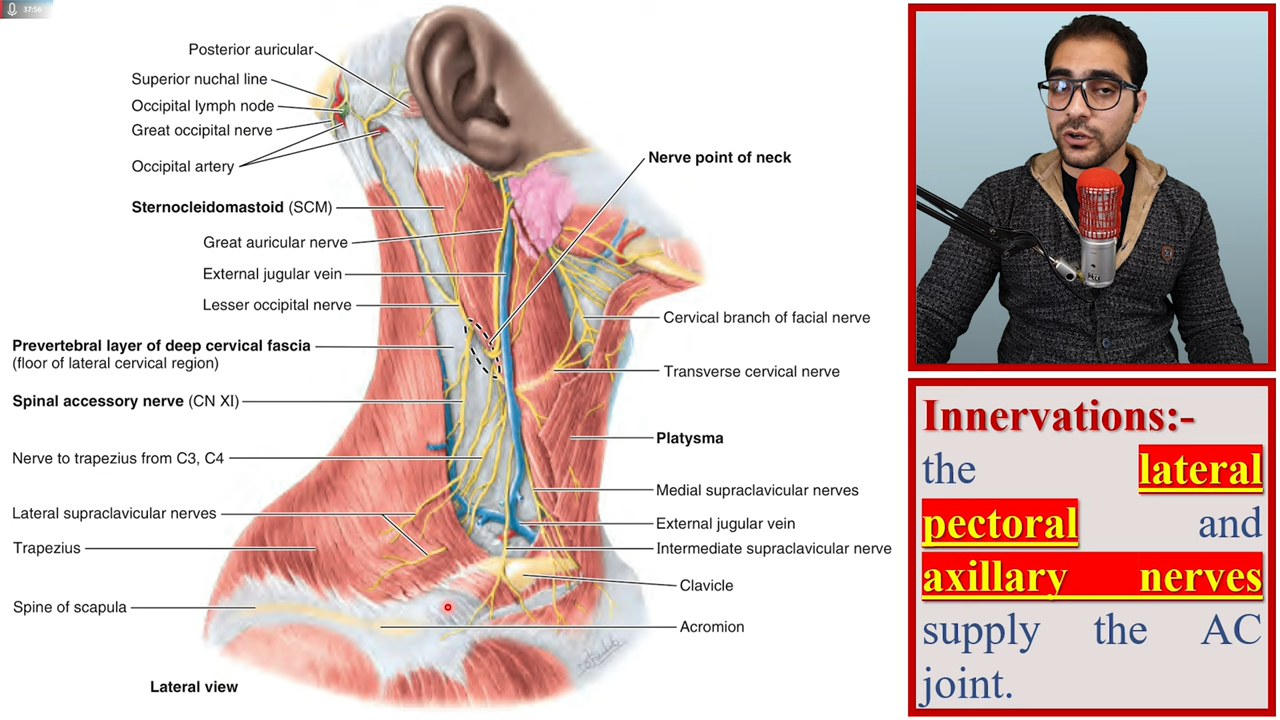 37:56
Posterior auricular
Superior nuchal line
Occipital lymph node
Great occipital nerve
Occipital artery
Sternocleidomastoid (SCM)
Great auricular nerve
External jugular vein
Lesser occipital nerve
Prevertebral layer of deep cervical fascia
(floor of lateral cervical region)
Spinal accessory nerve (CN XI)
Nerve to trapezius from C3, C4
Lateral supraclavicular nerves
Trapezius
Spine of scapula
Lateral view
Nerve point of neck
Cervical branch of facial nerve
Transverse cervical nerve
Platysma
Medial supraclavicular nerves
External jugular vein
Intermediate supraclavicular nerve
Clavicle
Acromion
Innervations:-
the lateral
pectoral and
axillary nerves
supply the AC
joint.